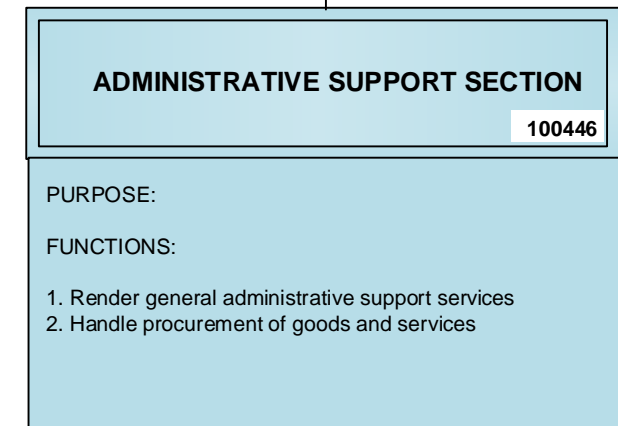 ADMINISTRATIVE SUPPORT SECTION
100446
PURPOSE:
FUNCTIONS:
1. Render general administrative support services
2. Handle procurement of goods and services